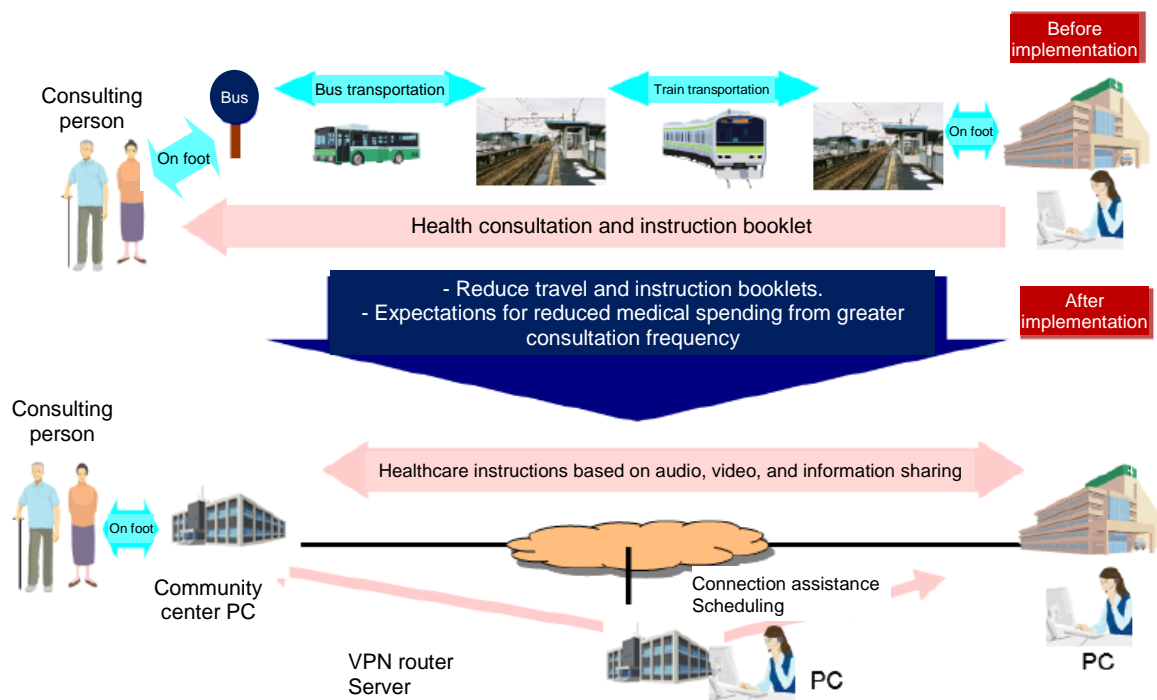 Before
implementation
Consulting
person
Bus
Bus transportation
Train transportation
On foot
On foot
Health consultation and instruction booklet
- Reduce travel and instruction booklets.
- Expectations for reduced medical spending from greater
consultation frequency
After
implementation
Consulting
person
Healthcare instructions based on audio, video, and information sharing
On foot
Community
center PC
Connection assistance
Scheduling
VPN router
Server
PC
PC